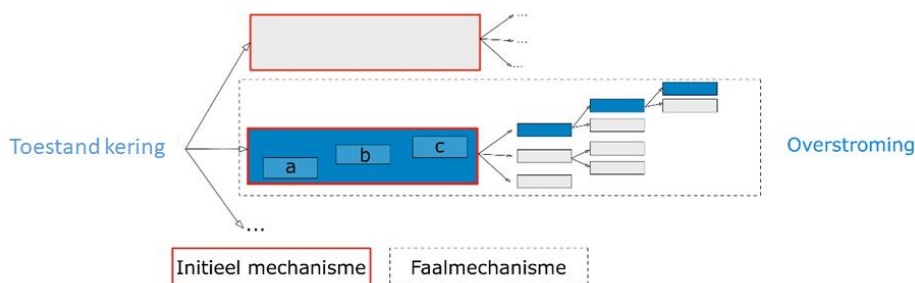 ...
...
...
Toestand kering
a
b
c
Overstroming
...
Initieel mechanisme
Faalmechanisme